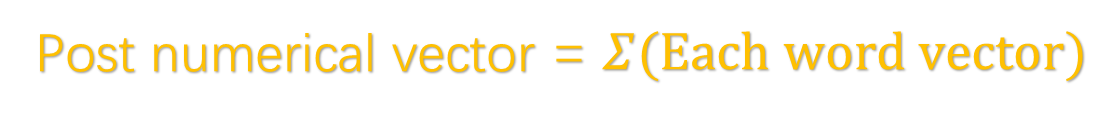 Post numerical vector = Σ(Each word vector)